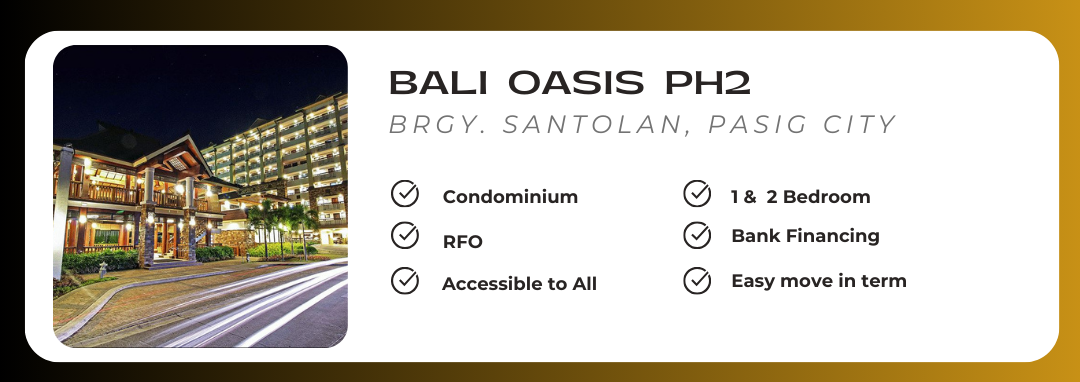 BALI OASIS PH2
BRGY. SANTOLAN, PASIG CITY
Condominium
RFO
Accessible to All
1 & 2 Bedroom
Bank Financing
Easy move in term